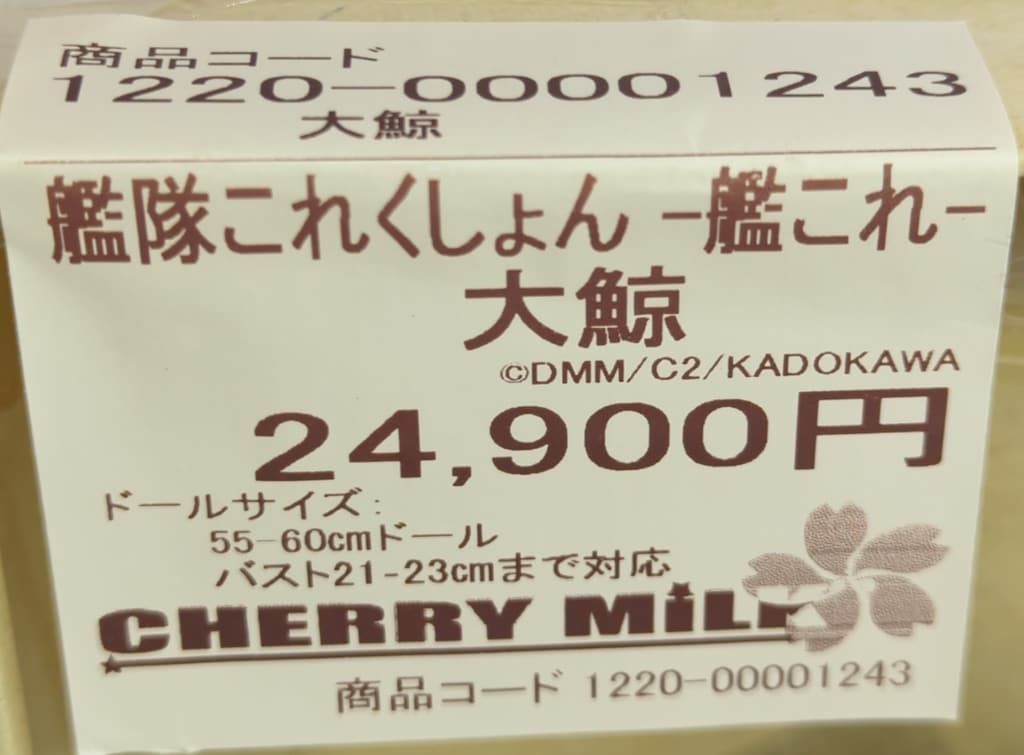 商品コード
1220-00001243
大鯨
艦隊これくしょん -艦これ-
大鯨
©DMM/C2/KADOKAWA
24,900円
ドールサイズ:
55-60cmドール
バスト21-23cmまで対応
CHERRY MiLK
商品コード 1220-00001243